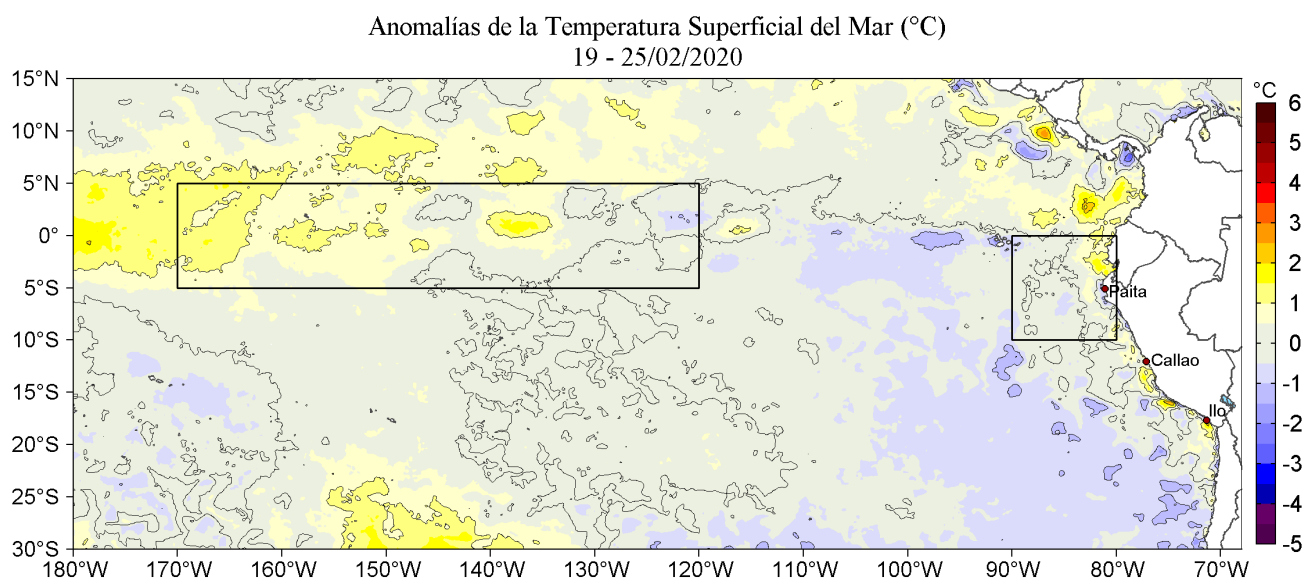 Anomalías de la Temperatura Superficial del Mar (°C)
19 - 25/02/2020
15°N
10°N
5°N
0°
5°S
10°S
15°S
20°S
25°S
30°S
180°W
170°W
160°W
150°W
140°W
130°W
120°W
110°W
100°W
90°W
80°W
70°W
Paita
Callao
Ilo
°C
6
5
4
3
2
1
0
-1
-2
-3
-4
-5